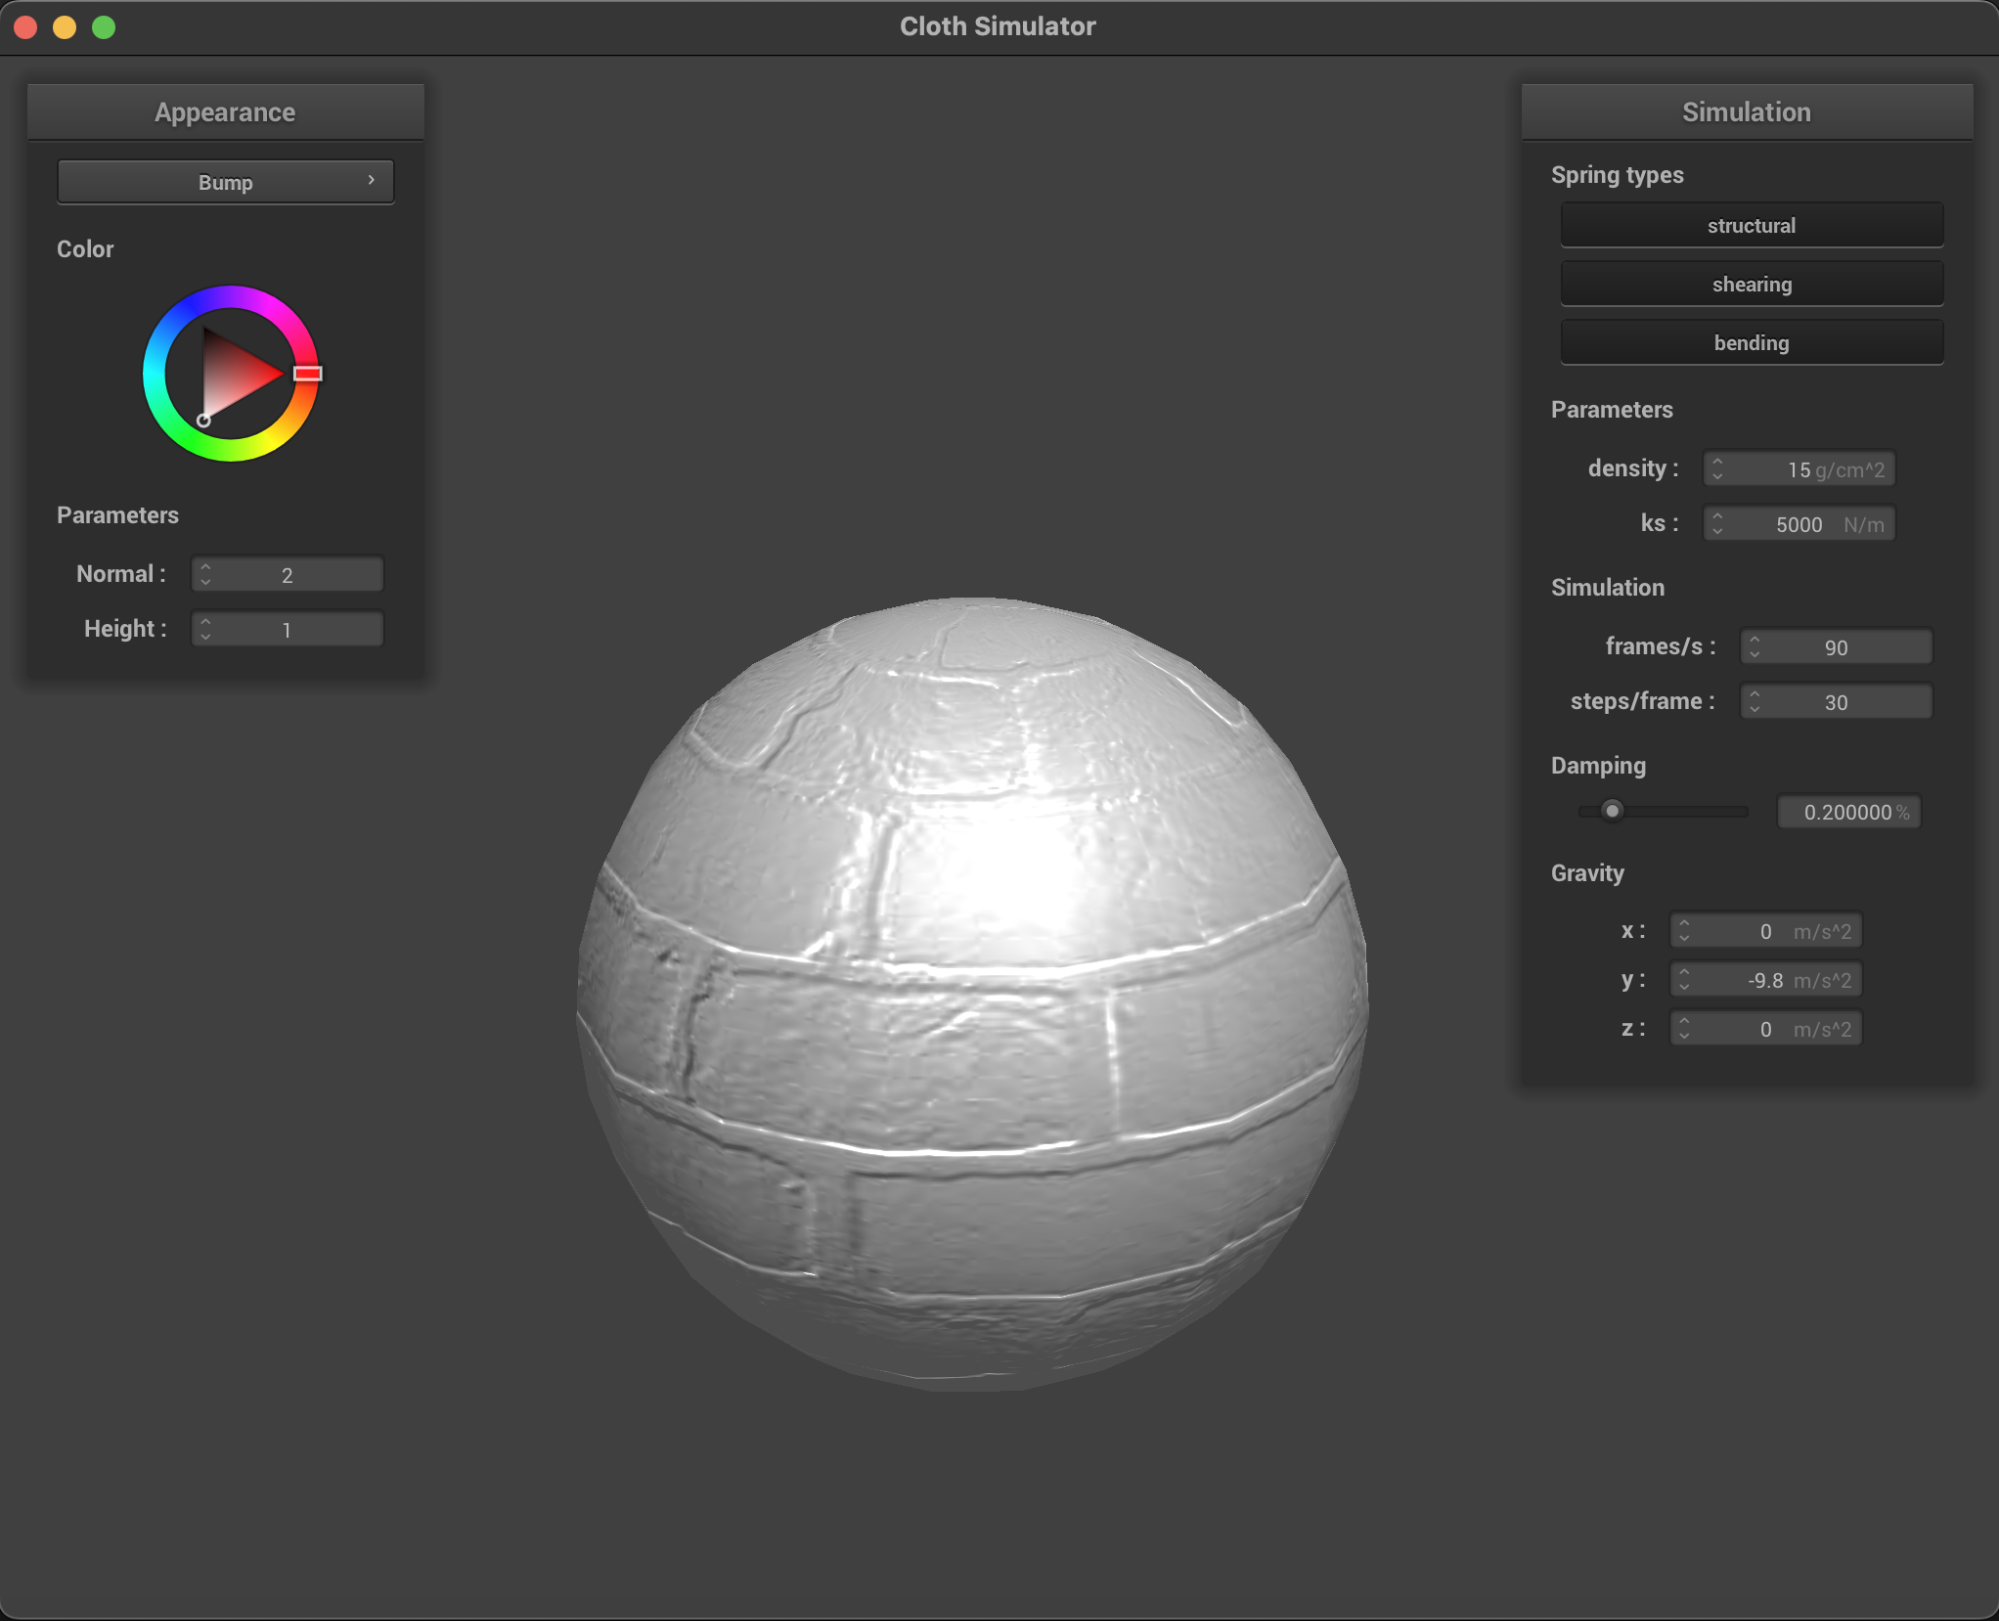 Cloth Simulator
Appearance
Bump
Color
Parameters
Normal : 2
Height : 1
Simulation
Spring types
structural
shearing
bending
Parameters
density : 15 g/cm^2
ks : 5000 N/m
Simulation
frames/s : 90
steps/frame : 30
Damping
0.200000 %
Gravity
x : 0 m/s^2
y : -9.8 m/s^2
z : 0 m/s^2